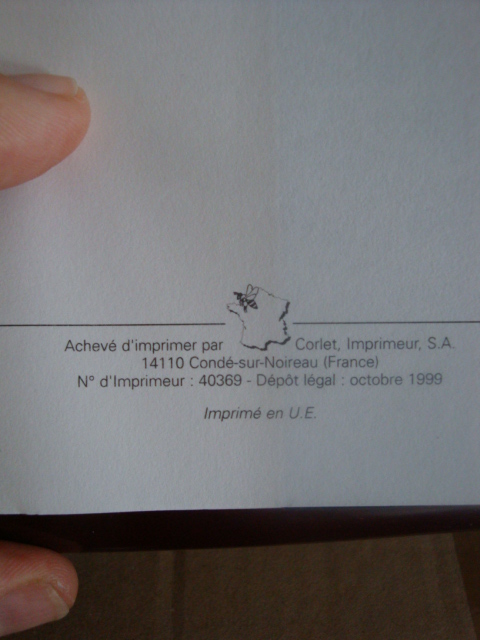 Achevé d'imprimer par Corlet, Imprimeur, S.A.
14110 Condé-sur-Noireau (France)
N° d'Imprimeur : 40369 - Dépôt légal : octobre 1999
Imprimé en U.E.